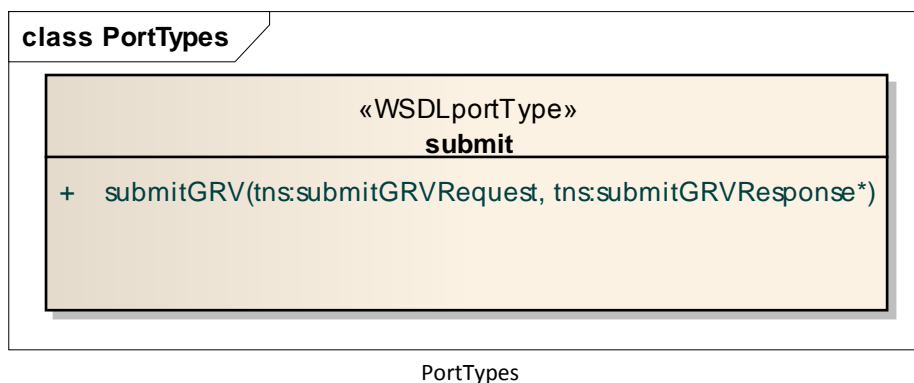 class PortTypes
«WSDLportType»
submit
+ submitGRV(tns:submitGRVRequest, tns:submitGRVResponse*)
PortTypes